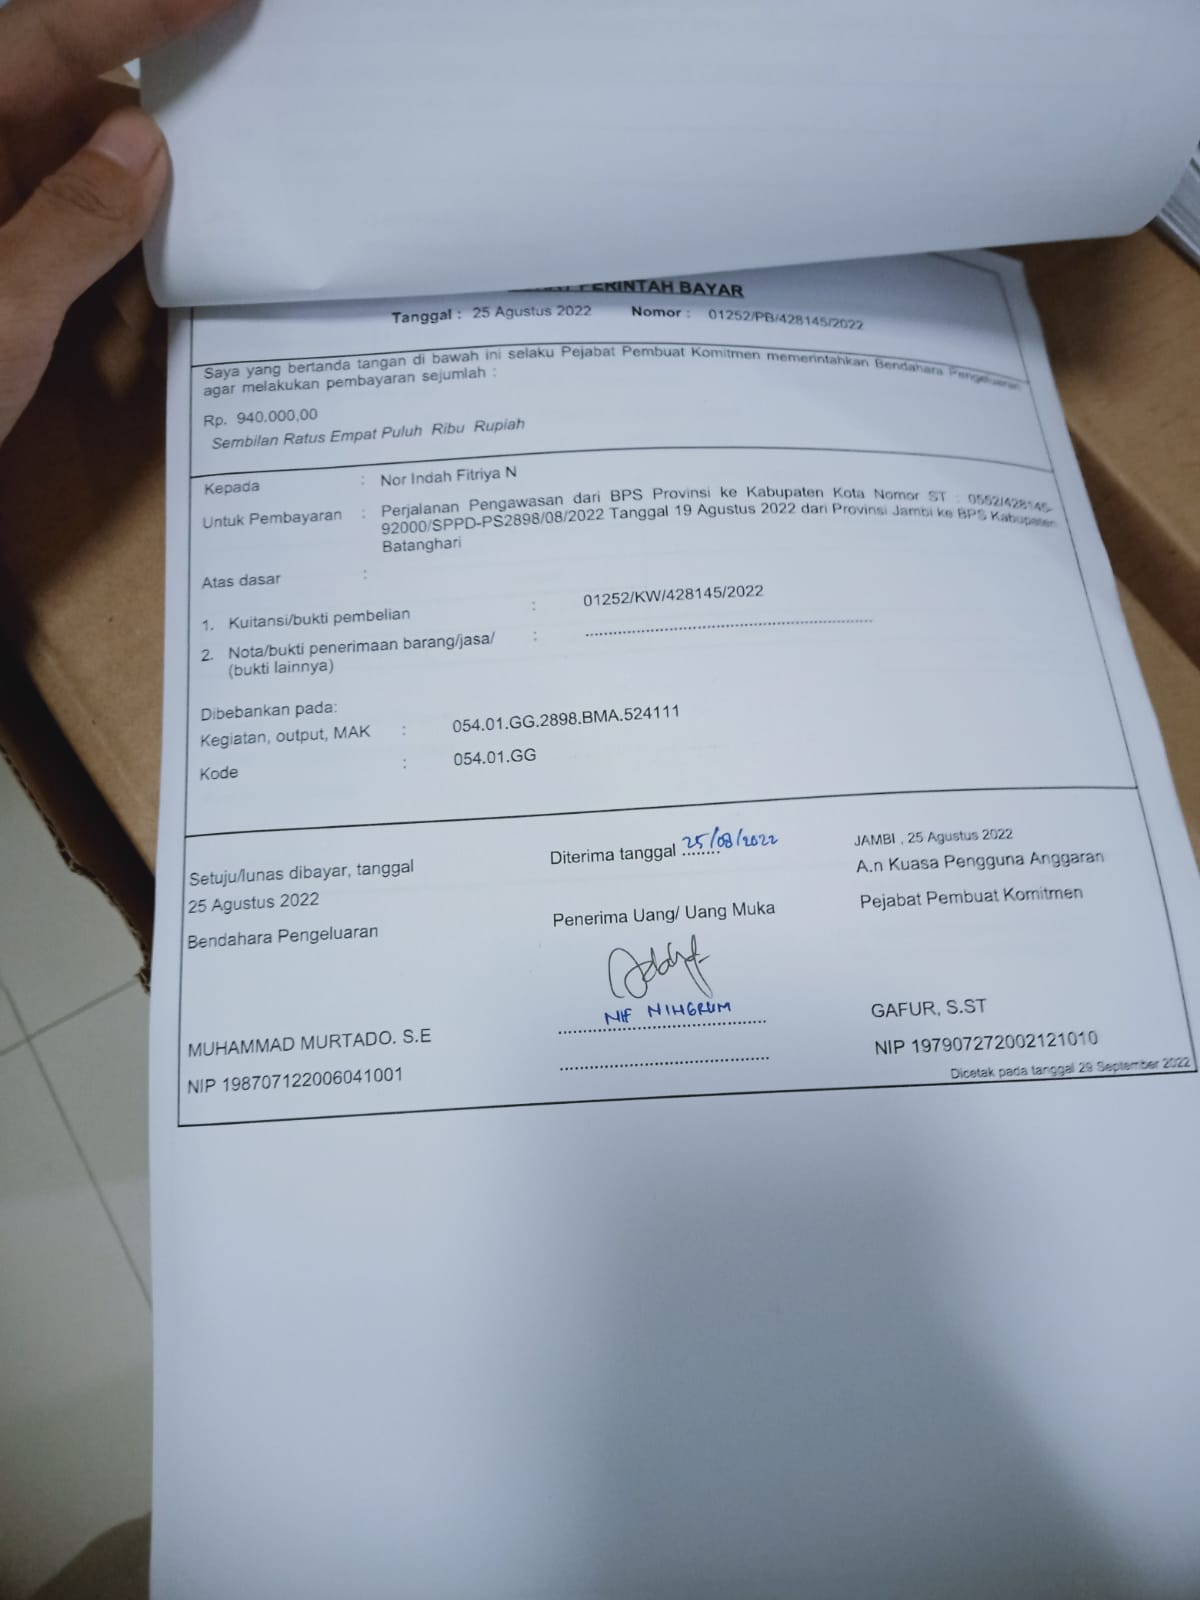 PERINTAH BAYAR
Tanggal : 25 Agustus 2022 Nomor : 01252/PB/428145/2022
Saya yang bertanda tangan di bawah ini selaku Pejabat Pembuat Komitmen memerintahkan Bendahara Pengeluaran
agar melakukan pembayaran sejumlah :
Rp. 940.000,00
Sembilan Ratus Empat Puluh Ribu Rupiah
Kepada : Nor Indah Fitriya N
Untuk Pembayaran : Perjalanan Pengawasan dari BPS Provinsi ke Kabupaten Kota Nomor ST : 0552/428145-
92000/SPPD-PS2898/08/2022 Tanggal 19 Agustus 2022 dari Provinsi Jambi ke BPS Kabupaten
Batanghari
Atas dasar :
1. Kuitansi/bukti pembelian : 01252/KW/428145/2022
2. Nota/bukti penerimaan barang/jasa/ : ........................................................
(bukti lainnya)
Dibebankan pada:
Kegiatan, output, MAK : 054.01.GG.2898.BMA.524111
Kode : 054.01.GG
Setuju/lunas dibayar, tanggal
25 Agustus 2022
Bendahara Pengeluaran
MUHAMMAD MURTADO. S.E
NIP 198707122006041001
Diterima tanggal 25/08/2022
Penerima Uang/ Uang Muka
NIF NINGRUM
JAMBI , 25 Agustus 2022
A.n Kuasa Pengguna Anggaran
Pejabat Pembuat Komitmen
GAFUR, S.ST
NIP 197907272002121010
Dicetak pada tanggal 29 September 2022